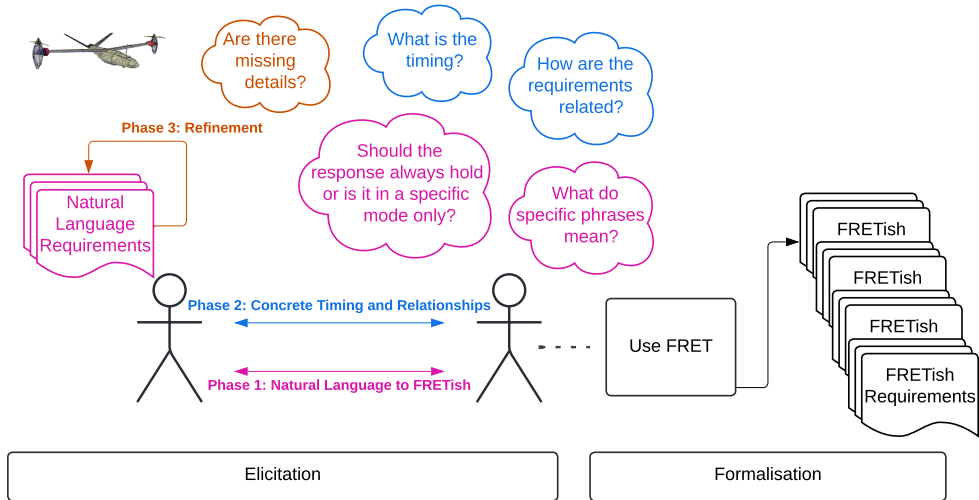 Are there
missing
details?
What is the
timing?
How are the
requirements
related?
Phase 3: Refinement
Should the
response always hold
or is it in a specific
mode only?
What do
specific phrases
mean?
Natural
Language
Requirements
Phase 2: Concrete Timing and Relationships
Phase 1: Natural Language to FRETish
Use FRET
FRETish
FRETish
FRETish
FRETish
Requirements
Elicitation
Formalisation